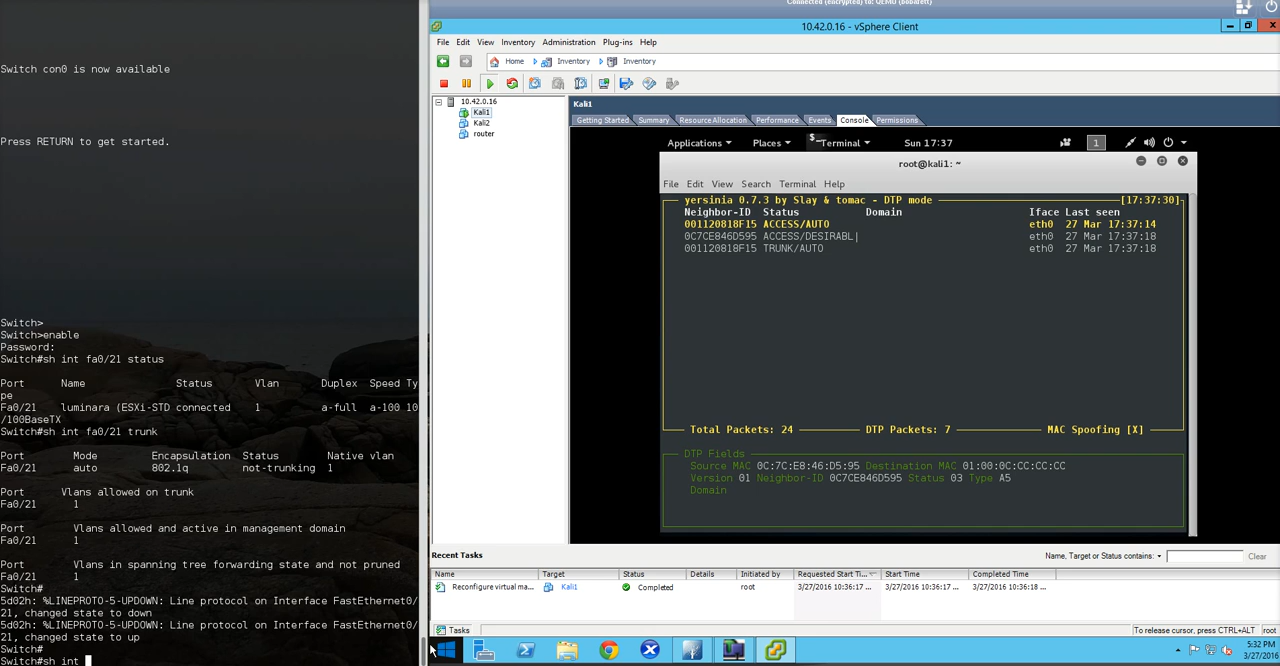 Connected (encrypted) to: QEMU (bobafett)
10.42.0.16 - vSphere Client
File Edit View Inventory Administration Plug-ins Help
Home Inventory Inventory
10.42.0.16
Kali1
Kali2
router
Kali1
Getting Started Summary Resource Allocation Performance Events Console Permissions
Applications Places Terminal Sun 17:37 1
root@kali1: ~
File Edit View Search Terminal Help
yersinia 0.7.3 by Slay & tomac - DTP mode [17:37:30]
Neighbor-ID Status Domain Iface Last seen
001120818F15 ACCESS/AUTO eth0 27 Mar 17:37:14
0C7CE846D595 ACCESS/DESIRABL| eth0 27 Mar 17:37:18
001120818F15 TRUNK/AUTO eth0 27 Mar 17:37:18
Total Packets: 24 DTP Packets: 7 MAC Spoofing [X]
DTP Fields
Source MAC 0C:7C:E8:46:D5:95 Destination MAC 01:00:0C:CC:CC:CC
Version 01 Neighbor-ID 0C7CE846D595 Status 03 Type A5
Domain
Recent Tasks
Name, Target or Status contains: Clear
Name Target Status Details Initiated by Requested Start Ti... Start Time Completed Time
Reconfigure virtual ma... Kali1 Completed root 3/27/2016 10:36:17 ... 3/27/2016 10:36:17 ... 3/27/2016 10:36:18 ...
Tasks To release cursor, press CTRL+ALT root
5:32 PM
3/27/2016
Switch con0 is now available
Press RETURN to get started.
Switch>
Switch>enable
Password:
Switch#sh int fa0/21 status
Port Name Status Vlan Duplex Speed Ty
pe
Fa0/21 luminara (ESXi-STD connected 1 a-full a-100 10
/100BaseTX
Switch#sh int fa0/21 trunk
Port Mode Encapsulation Status Native vlan
Fa0/21 auto 802.1q not-trunking 1
Port Vlans allowed on trunk
Fa0/21 1
Port Vlans allowed and active in management domain
Fa0/21 1
Port Vlans in spanning tree forwarding state and not pruned
Fa0/21 1
Switch#
5d02h: %LINEPROTO-5-UPDOWN: Line protocol on Interface FastEthernet0/
21, changed state to down
5d02h: %LINEPROTO-5-UPDOWN: Line protocol on Interface FastEthernet0/
21, changed state to up
Switch#
Switch#sh int